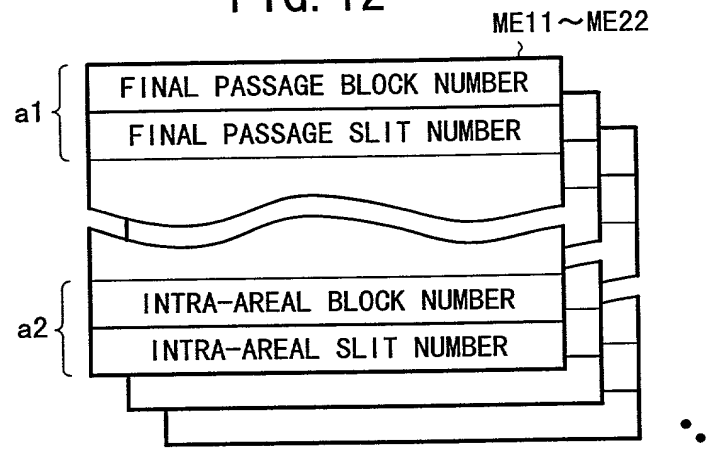 FIG. 12
ME11～ME22
a1
FINAL PASSAGE BLOCK NUMBER
FINAL PASSAGE SLIT NUMBER
a2
INTRA-AREAL BLOCK NUMBER
INTRA-AREAL SLIT NUMBER